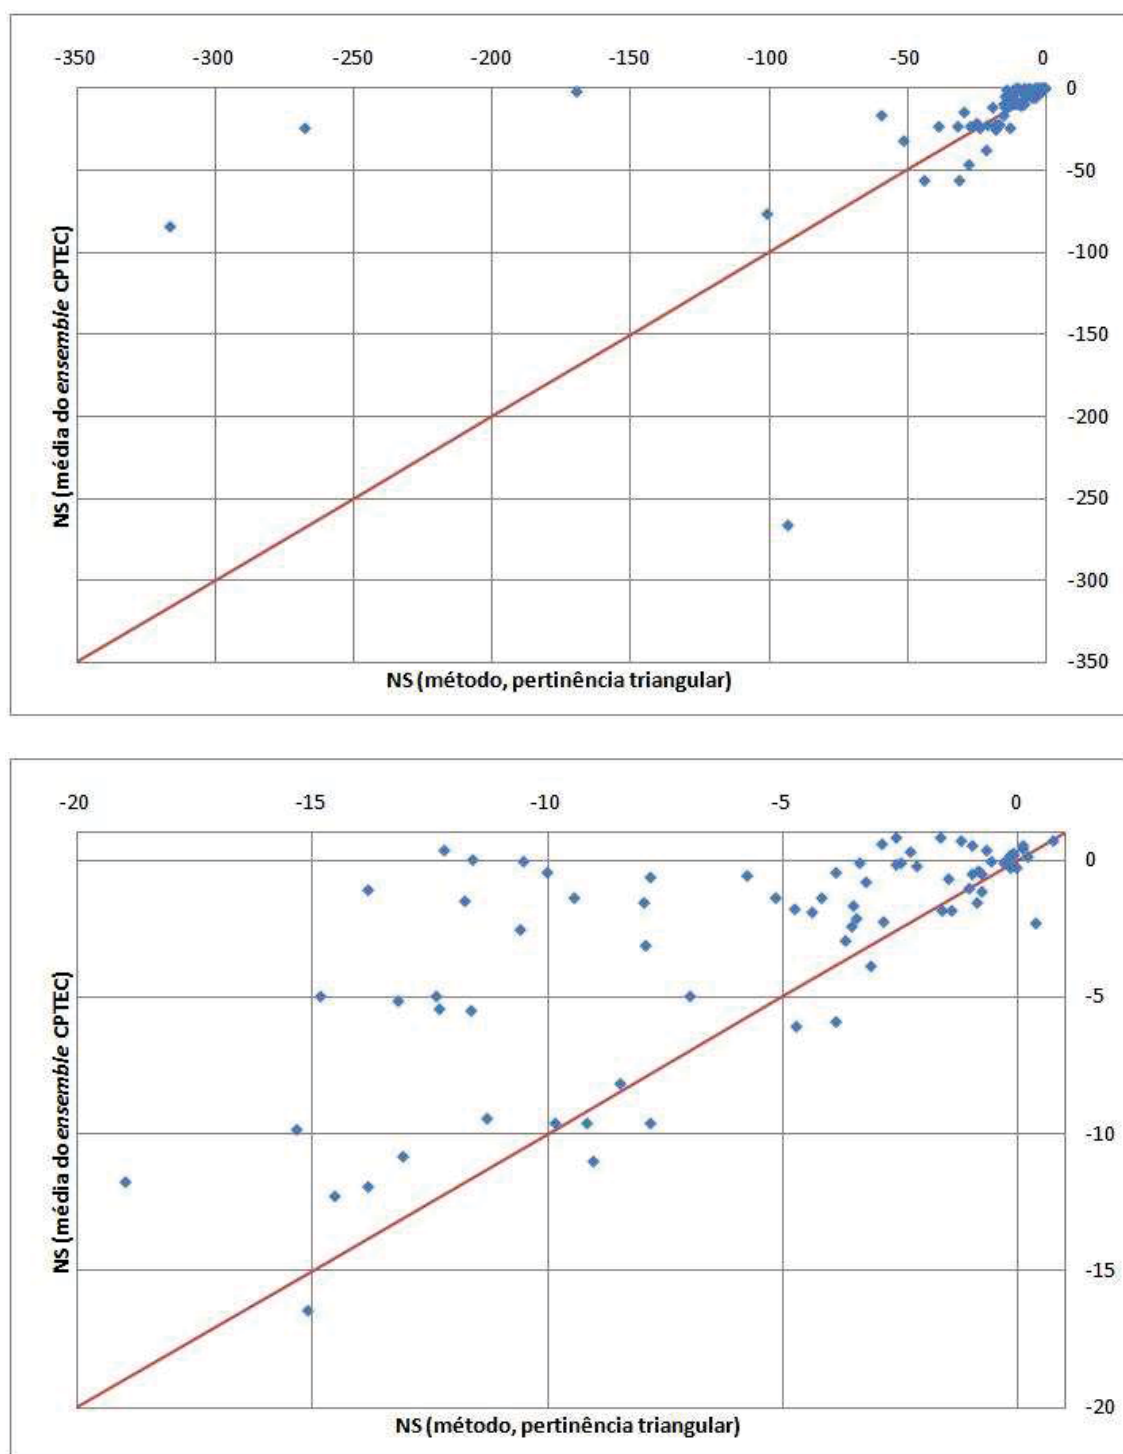 -350 -300 -250 -200 -150 -100 -50 0
0
-50
-100
-150
-200
-250
-300
-350
NS (média do ensemble CPTEC)
NS (método, pertinência triangular)
-20 -15 -10 -5 0
0
-5
-10
-15
-20
NS (média do ensemble CPTEC)
NS (método, pertinência triangular)